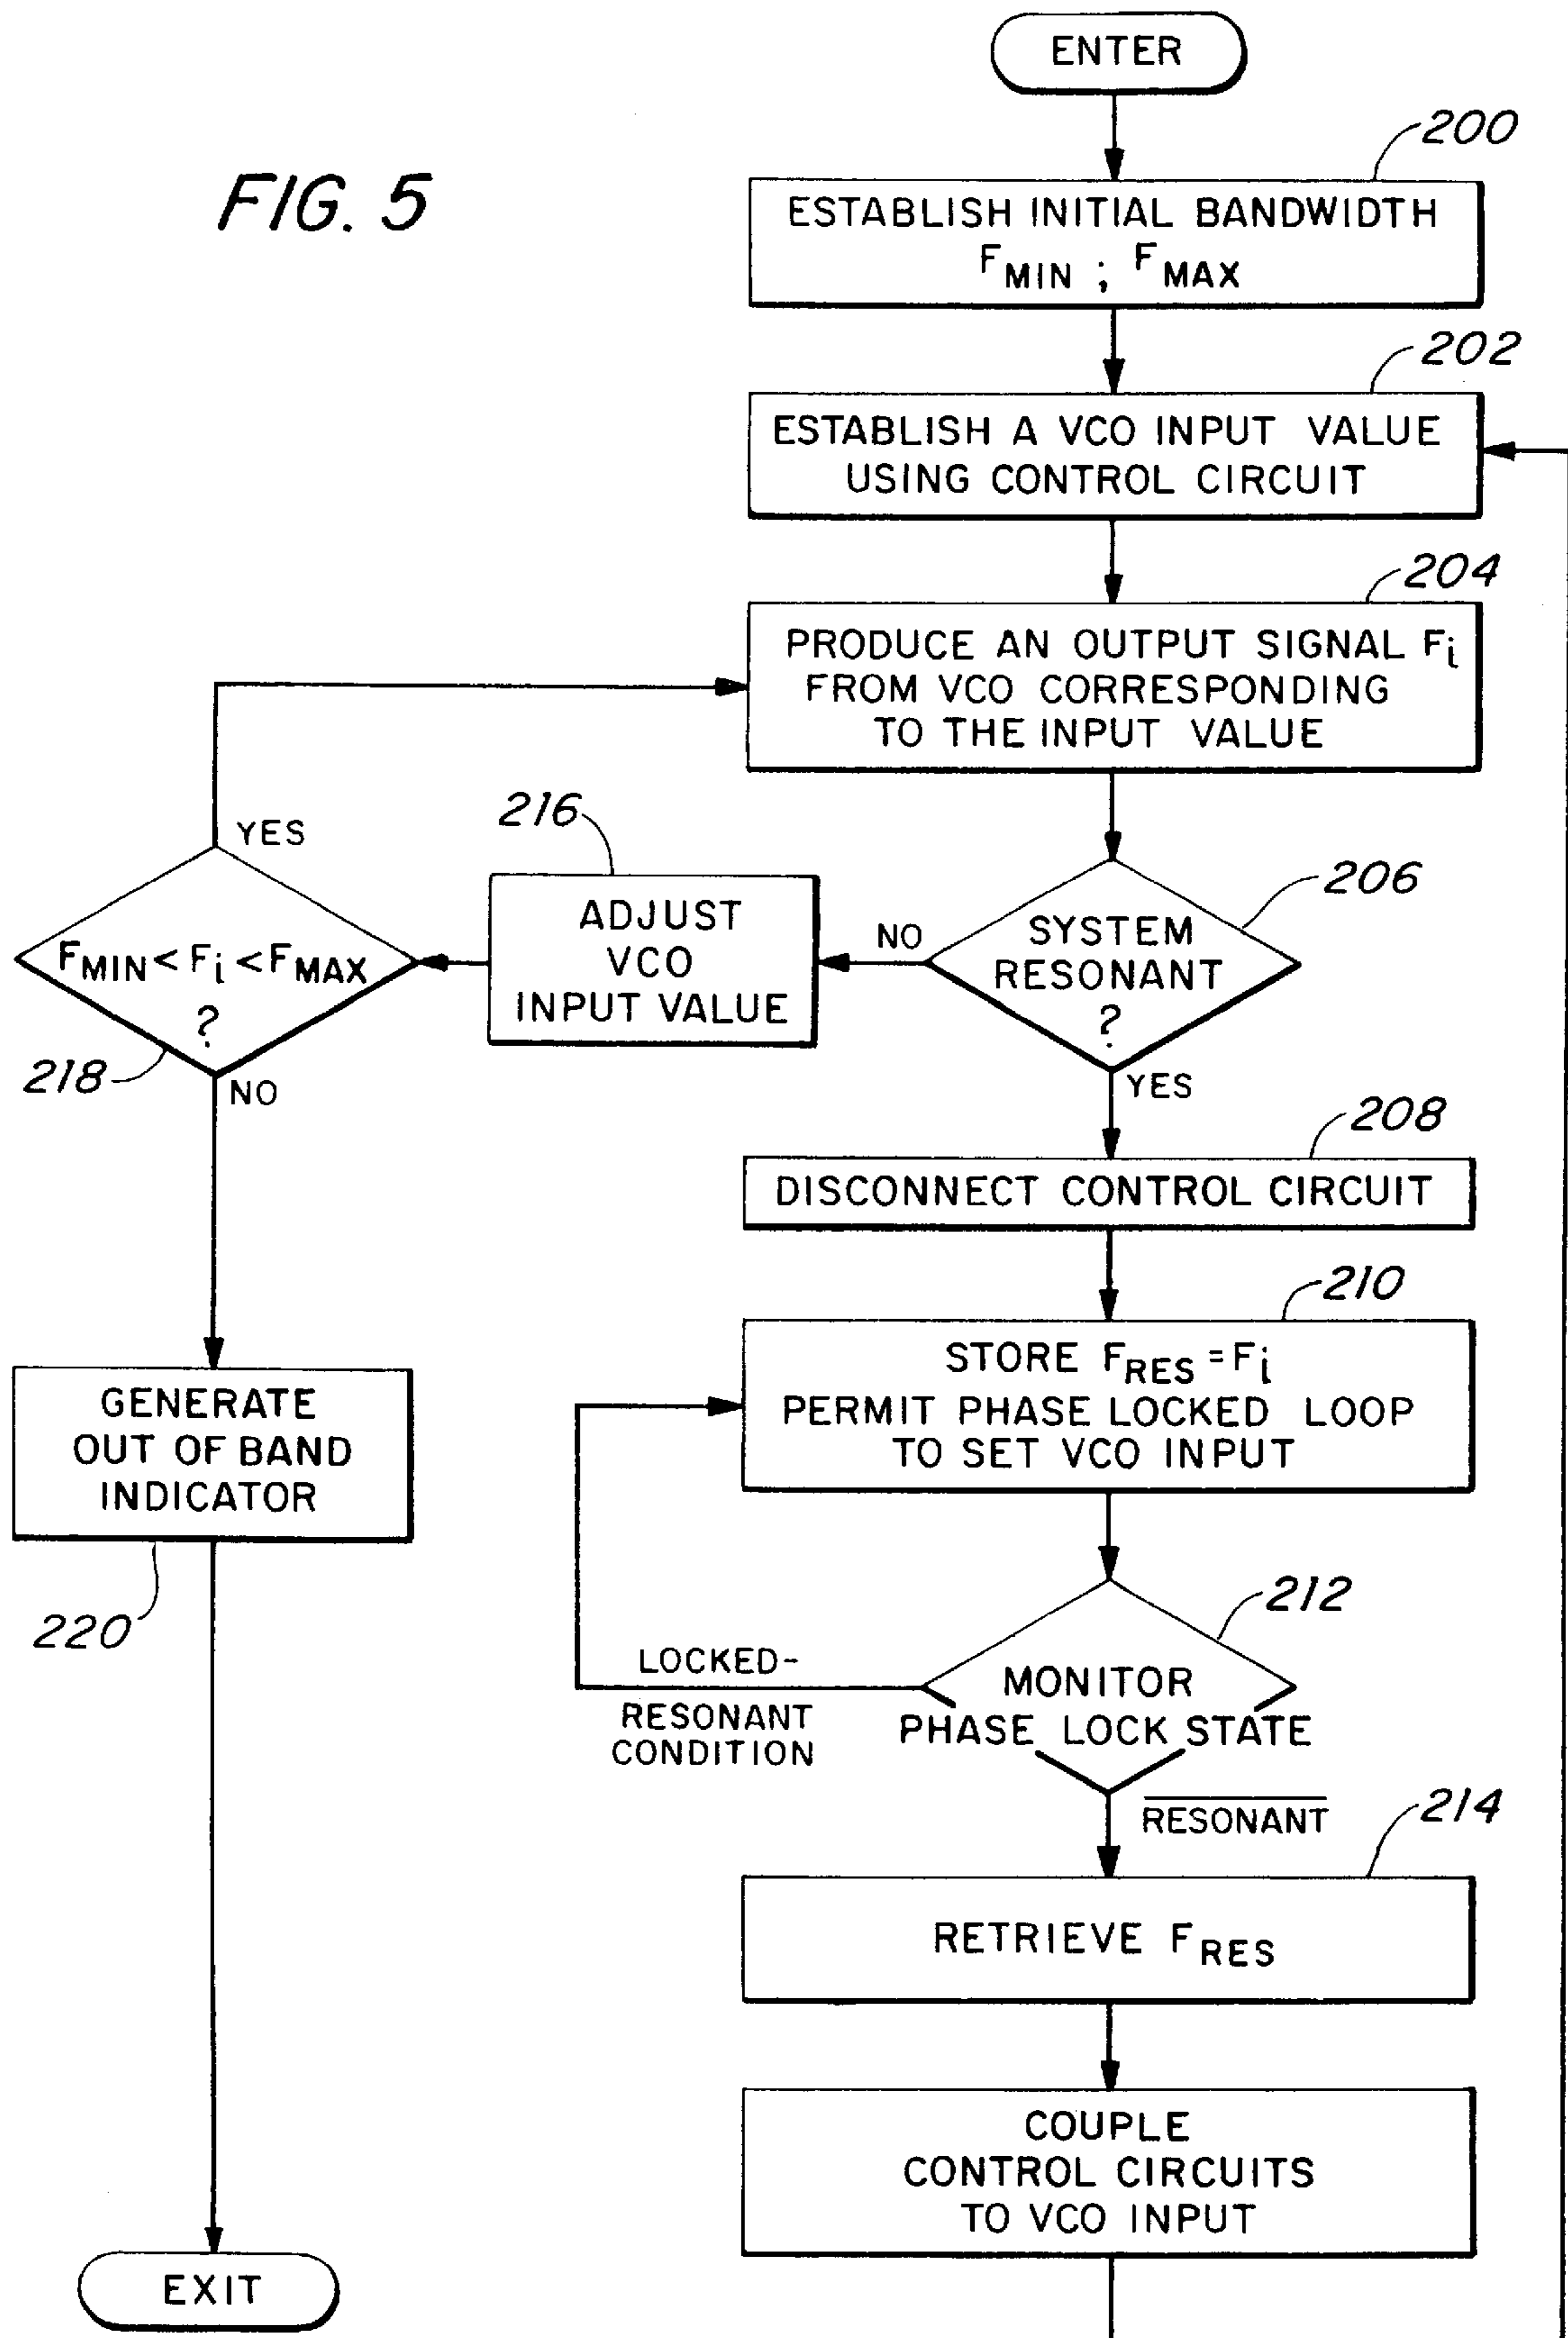 ENTER
FIG. 5
200
ESTABLISH INITIAL BANDWIDTH
FMIN ; FMAX
202
ESTABLISH A VCO INPUT VALUE
USING CONTROL CIRCUIT
204
PRODUCE AN OUTPUT SIGNAL Fi
FROM VCO CORRESPONDING
TO THE INPUT VALUE
206
SYSTEM
RESONANT
?
NO
YES
216
ADJUST
VCO
INPUT VALUE
YES
FMIN < Fi < FMAX
?
218
NO
208
DISCONNECT CONTROL CIRCUIT
210
STORE FRES = Fi
PERMIT PHASE LOCKED LOOP
TO SET VCO INPUT
GENERATE
OUT OF BAND
INDICATOR
220
212
MONITOR
PHASE LOCK STATE
LOCKED-
RESONANT
CONDITION
RESONANT
214
RETRIEVE FRES
COUPLE
CONTROL CIRCUITS
TO VCO INPUT
EXIT